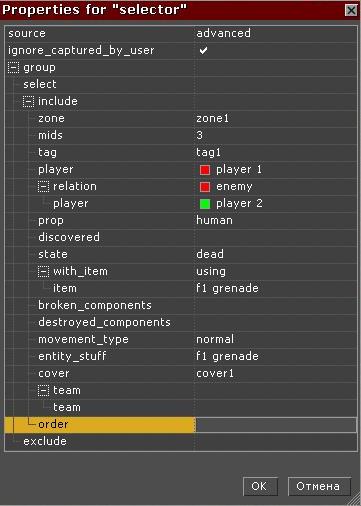 Properties for "selector"
source advanced
ignore_captured_by_user
group
select
include
zone zone1
mids 3
tag tag1
player player 1
relation enemy
player player 2
prop human
discovered
state dead
with_item using
item f1 grenade
broken_components
destroyed_components
movement_type normal
entity_stuff f1 grenade
cover cover1
team
team
order
exclude
OK Отмена